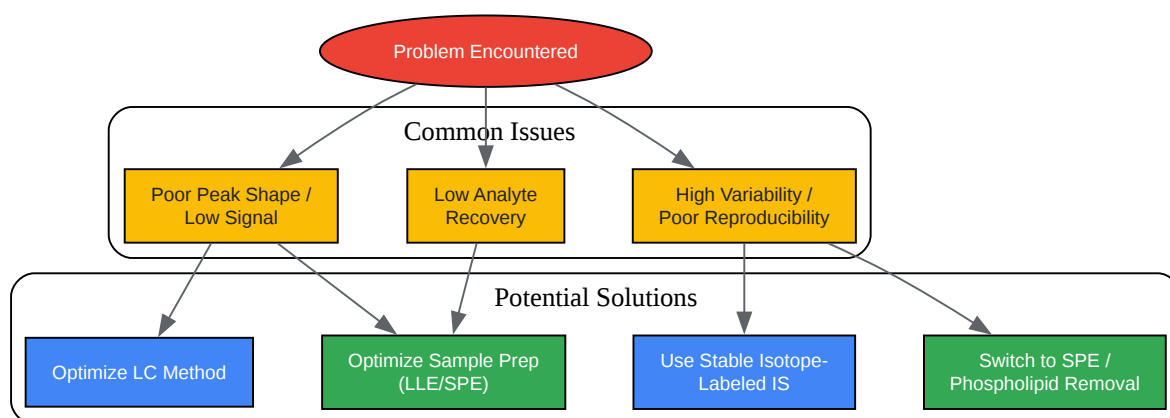 Problem Encountered
Common Issues
Poor Peak Shape /
Low Signal
Low Analyte
Recovery
High Variability /
Poor Reproducibility
Potential Solutions
Optimize LC Method
Optimize Sample Prep
(LLE/SPE)
Use Stable Isotope-
Labeled IS
Switch to SPE /
Phospholipid Removal